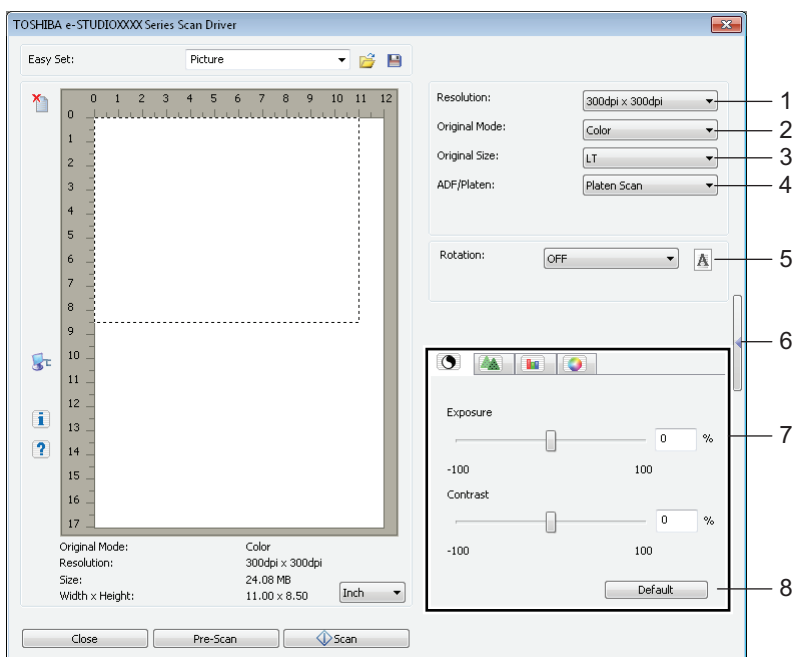 TOSHIBA e-STUDIOXXXX Series Scan Driver
Easy Set: Picture
0 1 2 3 4 5 6 7 8 9 10 11 12
0
1
2
3
4
5
6
7
8
9
10
11
12
13
14
15
16
17
Original Mode: Color
Resolution: 300dpi x 300dpi
Size: 24.08 MB
Width x Height: 11.00 x 8.50 Inch
Close Pre-Scan Scan
Resolution: 300dpi x 300dpi 1
Original Mode: Color 2
Original Size: LT 3
ADF/Platen: Platen Scan 4
Rotation: OFF A 5
6
Exposure
0 % 7
-100 100
Contrast
0 %
-100 100
Default 8
i
?